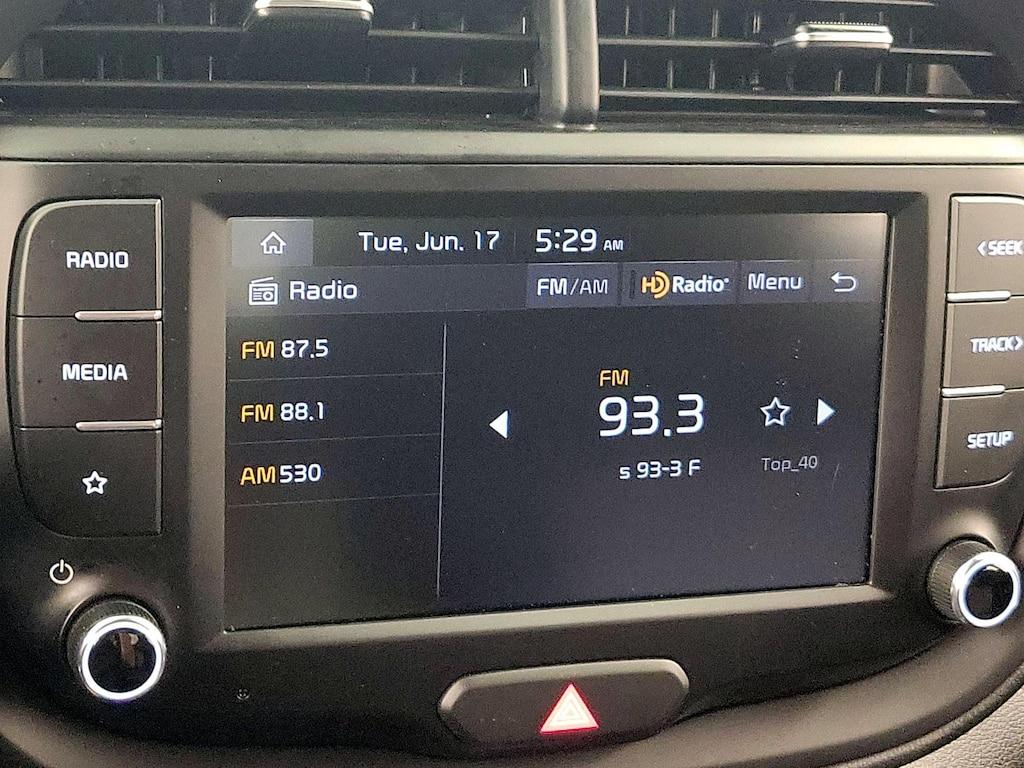 Tue, Jun. 17 5:29 AM
Radio FM/AM HD Radio Menu
FM 87.5
FM 88.1
AM 530
FM
93.3
s 93-3 F Top_40
RADIO
MEDIA
<SEEK
TRACK>
SETUP